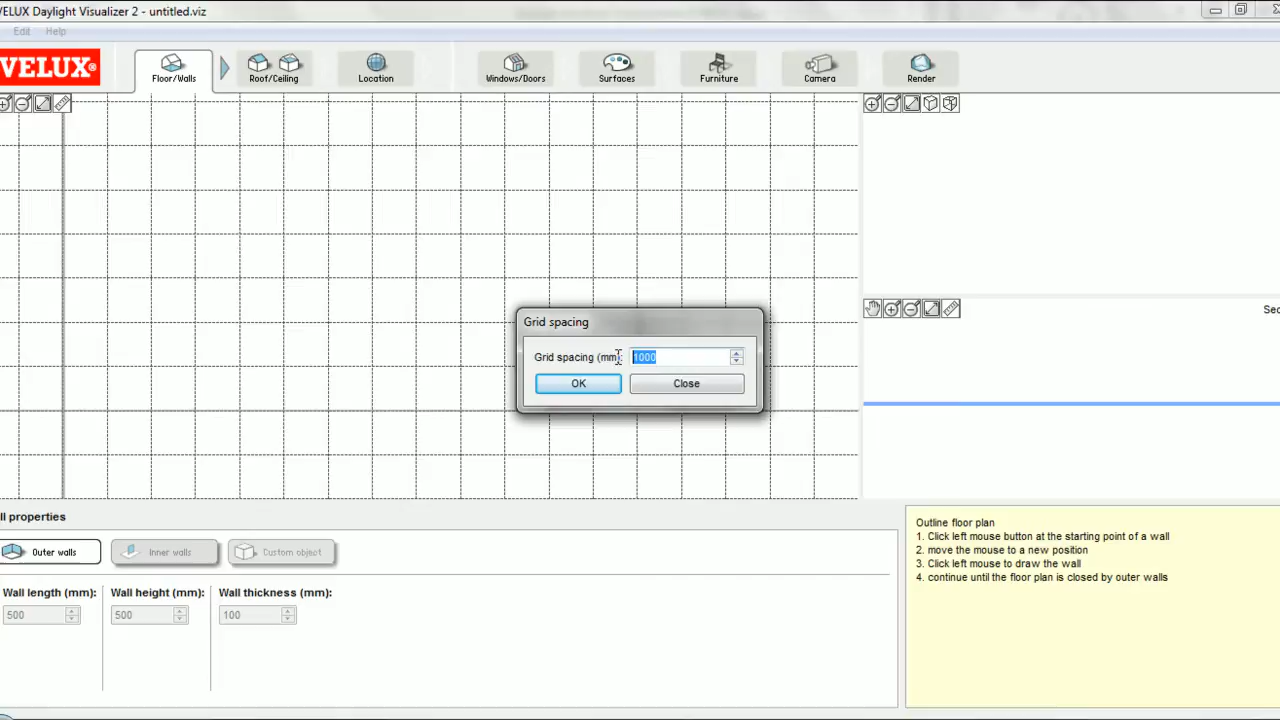 VELUX Daylight Visualizer 2 - untitled.viz
Edit Help
VELUX®
Floor/Walls
Roof/Ceiling
Location
Windows/Doors
Surfaces
Furniture
Camera
Render
Sec
Grid spacing
Grid spacing (mm): 1000
OK Close
ll properties
Outer walls Inner walls Custom object
Wall length (mm): Wall height (mm): Wall thickness (mm):
500 500 100
Outline floor plan
1. Click left mouse button at the starting point of a wall
2. move the mouse to a new position
3. Click left mouse to draw the wall
4. continue until the floor plan is closed by outer walls